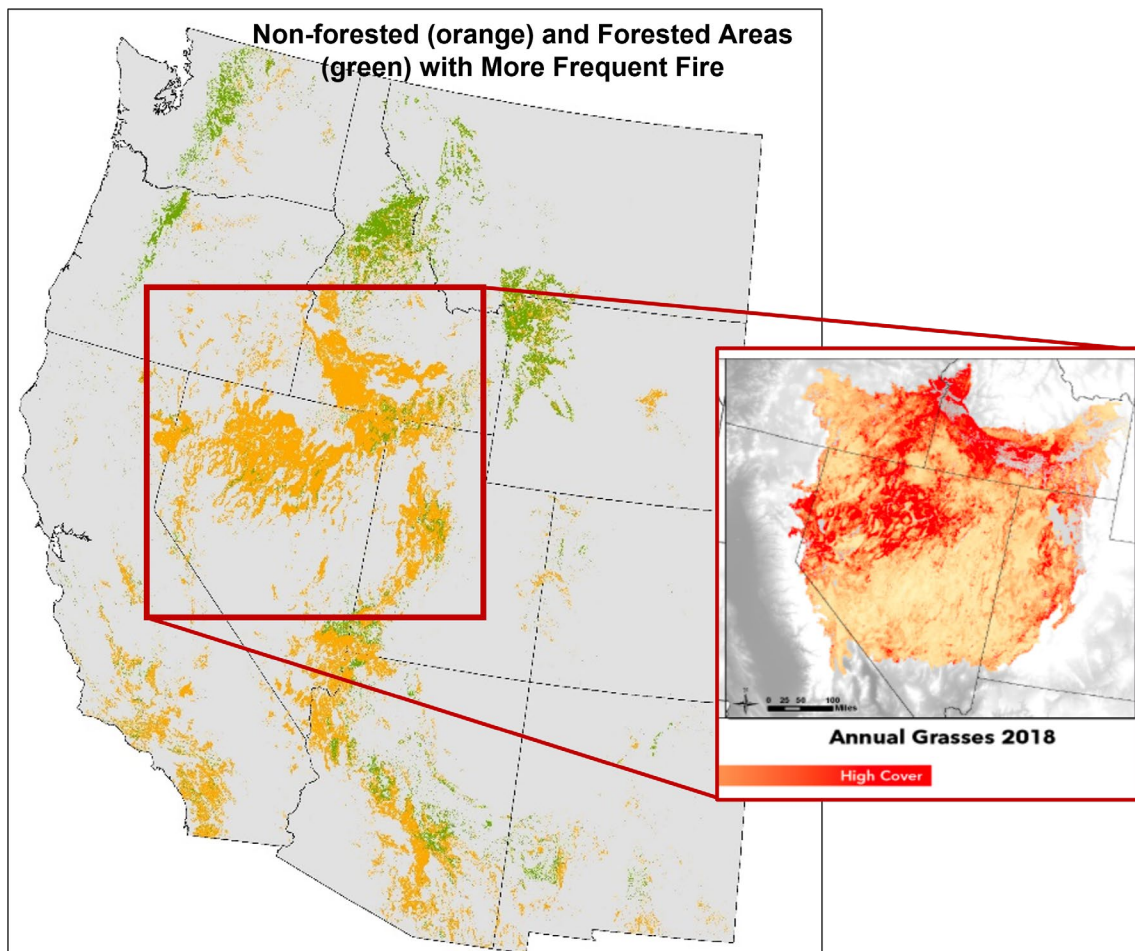 Non-forested (orange) and Forested Areas
(green) with More Frequent Fire
0 25 50 100
Miles
Annual Grasses 2018
High Cover